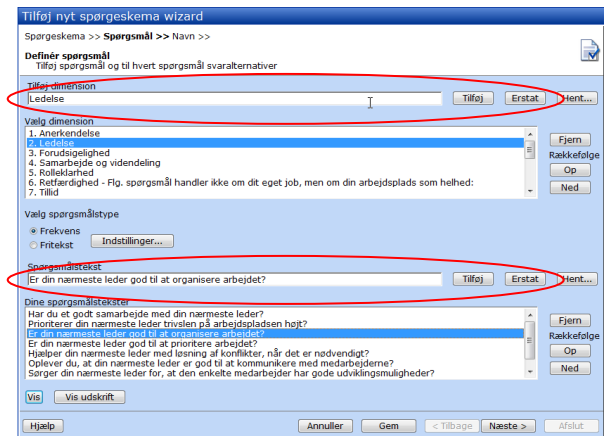 Tilføj nyt spørgeskema wizard
Spørgeskema >> Spørgsmål >> Navn >>
Definér spørgsmål
Tilføj spørgsmål og til hvert spørgsmål svaralternativer
Tilføj dimension
Ledelse
Tilføj
Erstat
Hent...
Vælg dimension
1. Anerkendelse
2. Ledelse
3. Forudsigelighed
4. Samarbejde og videndeling
5. Rolleklarhed
6. Retfærdighed - Flg. spørgsmål handler ikke om dit eget job, men om din arbejdsplads som helhed:
7. Tillid
Fjern
Rækkefølge
Op
Ned
Vælg spørgsmålstype
Frekvens
Fritekst
Indstillinger...
Spørgsmålstekst
Er din nærmeste leder god til at organisere arbejdet?
Tilføj
Erstat
Hent...
Dine spørgsmålstekster
Har du et godt samarbejde med din nærmeste leder?
Prioriterer din nærmeste leder trivslen på arbejdspladsen højt?
Er din nærmeste leder god til at organisere arbejdet?
Er din nærmeste leder god til at prioritere arbejdet?
Hjælper din nærmeste leder med løsning af konflikter, når det er nødvendigt?
Oplever du, at din nærmeste leder er god til at kommunikere med medarbejderne?
Sørger din nærmeste leder for, at den enkelte medarbejder har gode udviklingsmuligheder?
Fjern
Rækkefølge
Op
Ned
Vis
Vis udskrift
Hjælp
Annuller
Gem
< Tilbage
Næste >
Afslut